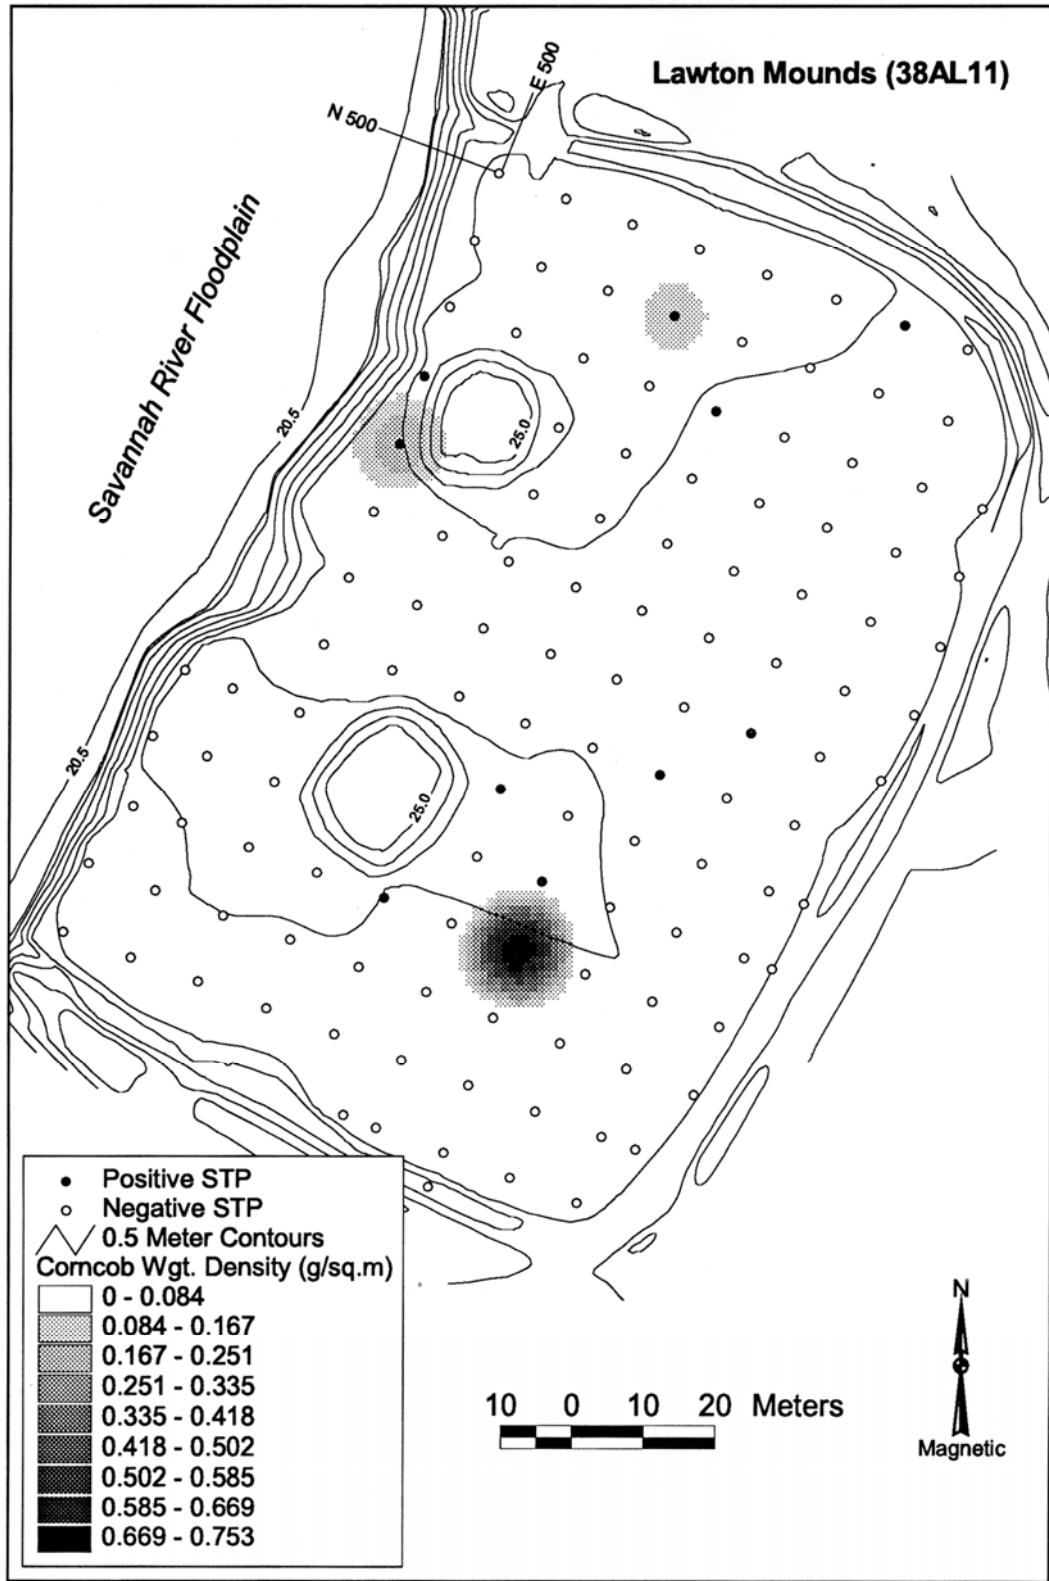 Lawton Mounds (38AL11)
N 500
E 500
Savannah River Floodplain
20.5
25.0
20.5
25.0
Positive STP
Negative STP
0.5 Meter Contours
Corncob Wgt. Density (g/sq.m)
0 - 0.084
0.084 - 0.167
0.167 - 0.251
0.251 - 0.335
0.335 - 0.418
0.418 - 0.502
0.502 - 0.585
0.585 - 0.669
0.669 - 0.753
10 0 10 20 Meters
N
Magnetic